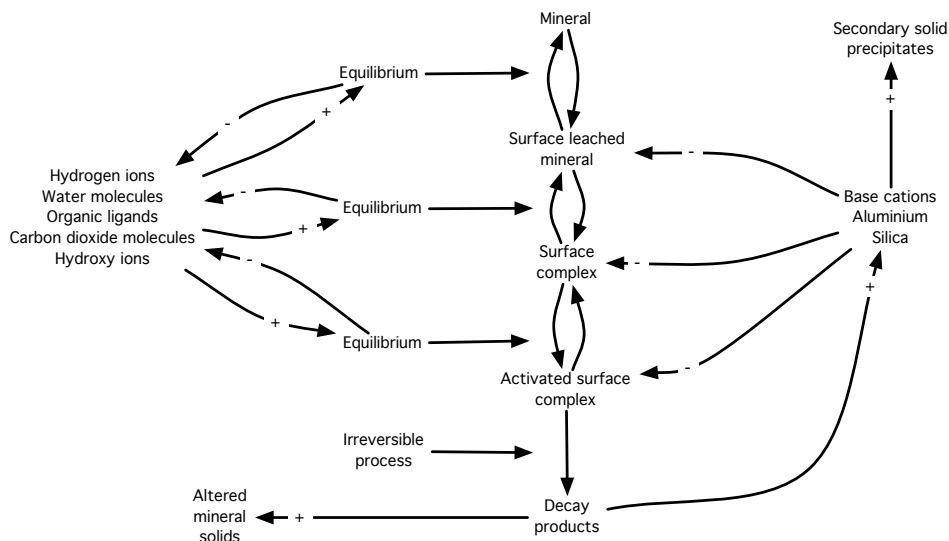 Mineral
Secondary solid
precipitates
Equilibrium
-
+
+
Surface leached
mineral
-
Hydrogen ions
Water molecules
Organic ligands
Carbon dioxide molecules
Hydroxy ions
-
Equilibrium
+
Base cations
Aluminium
Silica
-
Surface
complex
-
+
+
Equilibrium
-
Activated surface
complex
Irreversible
process
Altered
mineral
solids
+
Decay
products